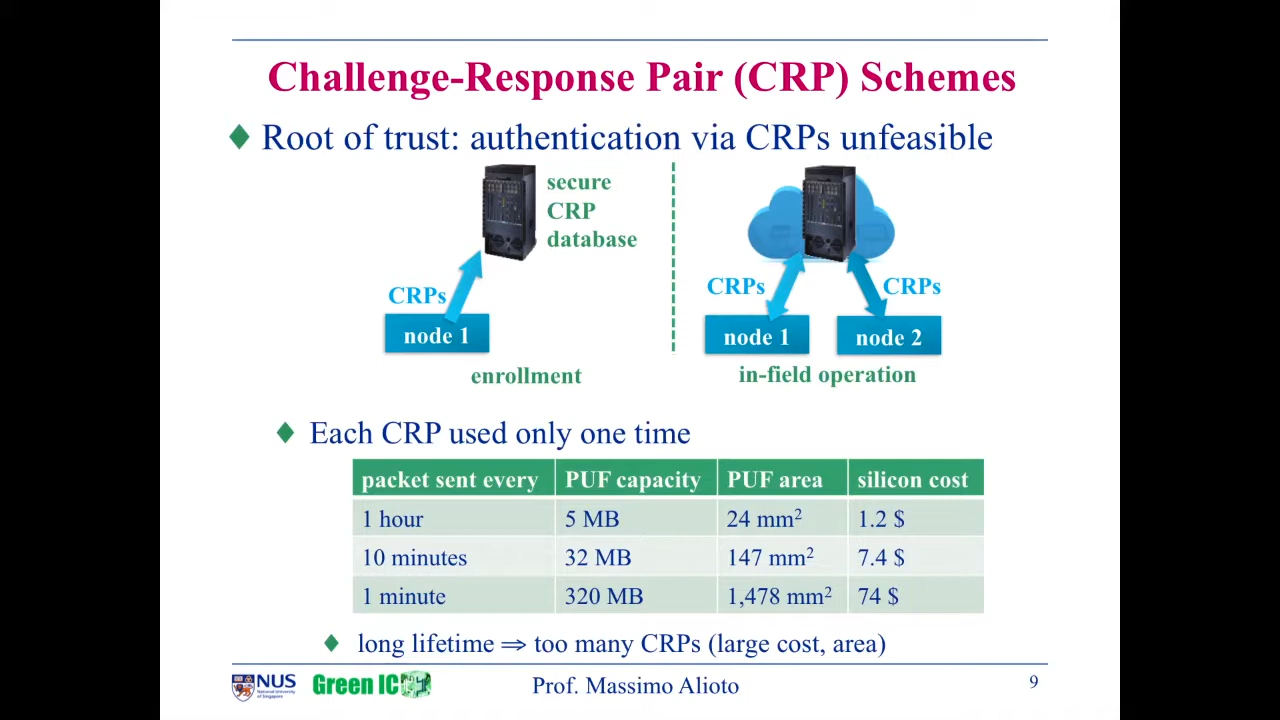 Challenge-Response Pair (CRP) Schemes
Root of trust: authentication via CRPs unfeasible
secure
CRP
database
CRPs
node 1
enrollment
CRPs
CRPs
node 1
node 2
in-field operation
Each CRP used only one time
packet sent every PUF capacity PUF area silicon cost
1 hour 5 MB 24 mm² 1.2 $
10 minutes 32 MB 147 mm² 7.4 $
1 minute 320 MB 1,478 mm² 74 $
long lifetime ⇒ too many CRPs (large cost, area)
NUS
National University
of Singapore
Green IC
Prof. Massimo Alioto
9